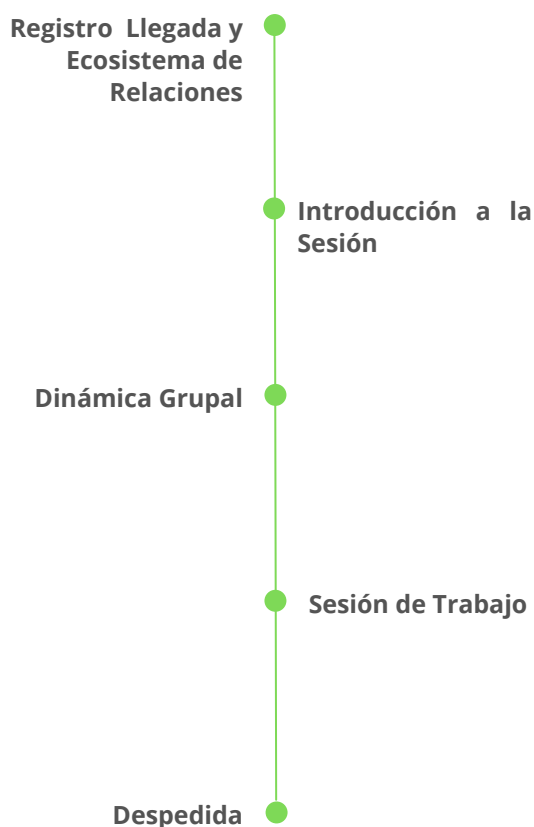 Registro Llegada y
Ecosistema de
Relaciones
Introducción a la
Sesión
Dinámica Grupal
Sesión de Trabajo
Despedida